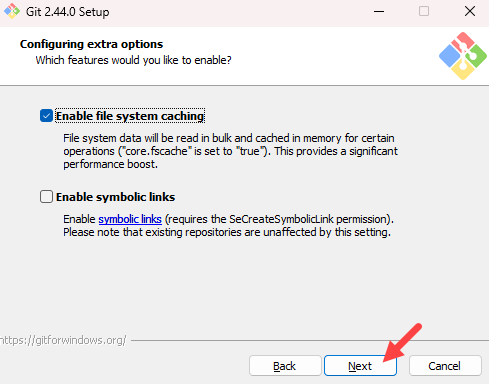 Git 2.44.0 Setup
Configuring extra options
Which features would you like to enable?
Enable file system caching
File system data will be read in bulk and cached in memory for certain
operations ("core.fscache" is set to "true"). This provides a significant
performance boost.
Enable symbolic links
Enable symbolic links (requires the SeCreateSymbolicLink permission).
Please note that existing repositories are unaffected by this setting.
https://gitforwindows.org/
Back
Next
Cancel